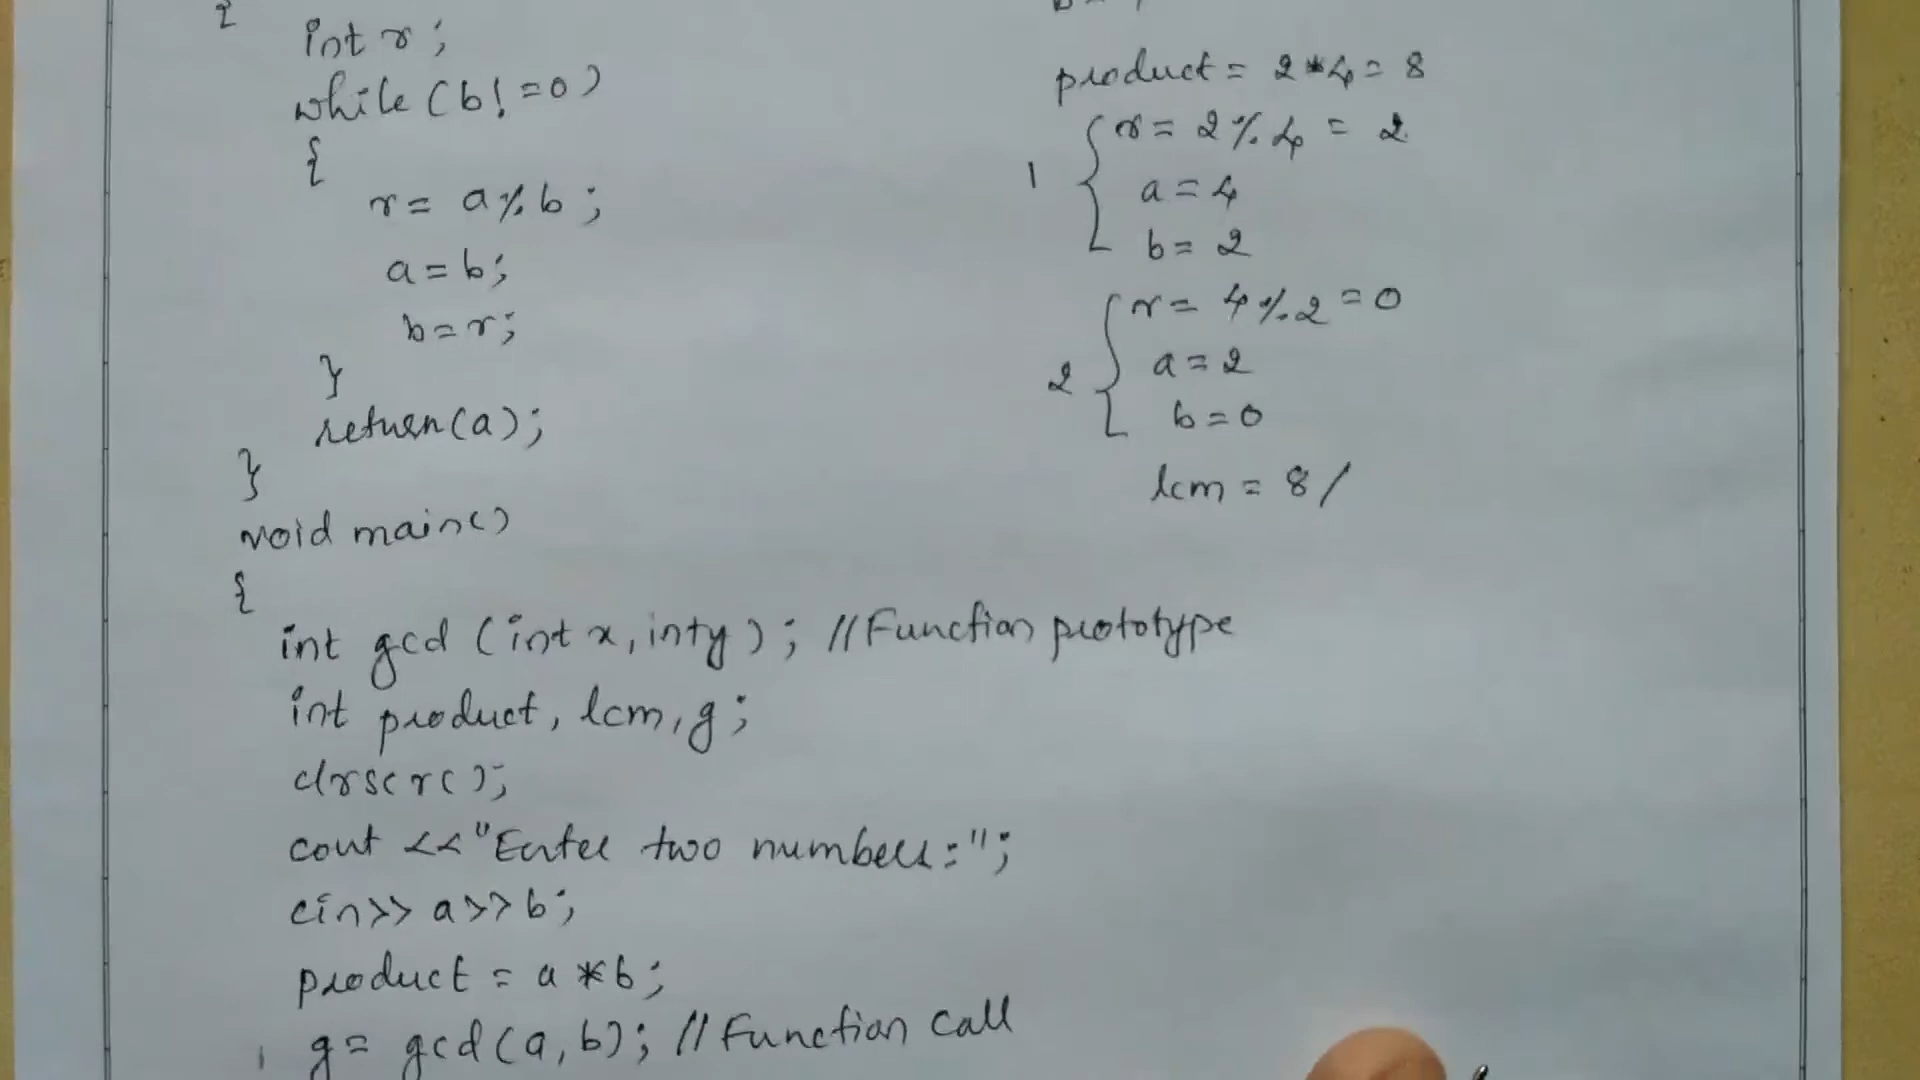 {
int r;
while (b! =0)
{
r= a%b;
a=b;
b=r;
}
return(a);
}
void main()
{
int gcd (int x, int y); //Function prototype
int product, lcm, g;
clrscr();
cout <<"Enter two numbers:";
cin>> a>>b;
product = a *b;
g= gcd(a,b); //Function call
product = 2*4= 8
1
r= 2%4 = 2
a=4
b= 2
2
r= 4%2 =0
a=2
b=0
lcm = 8/